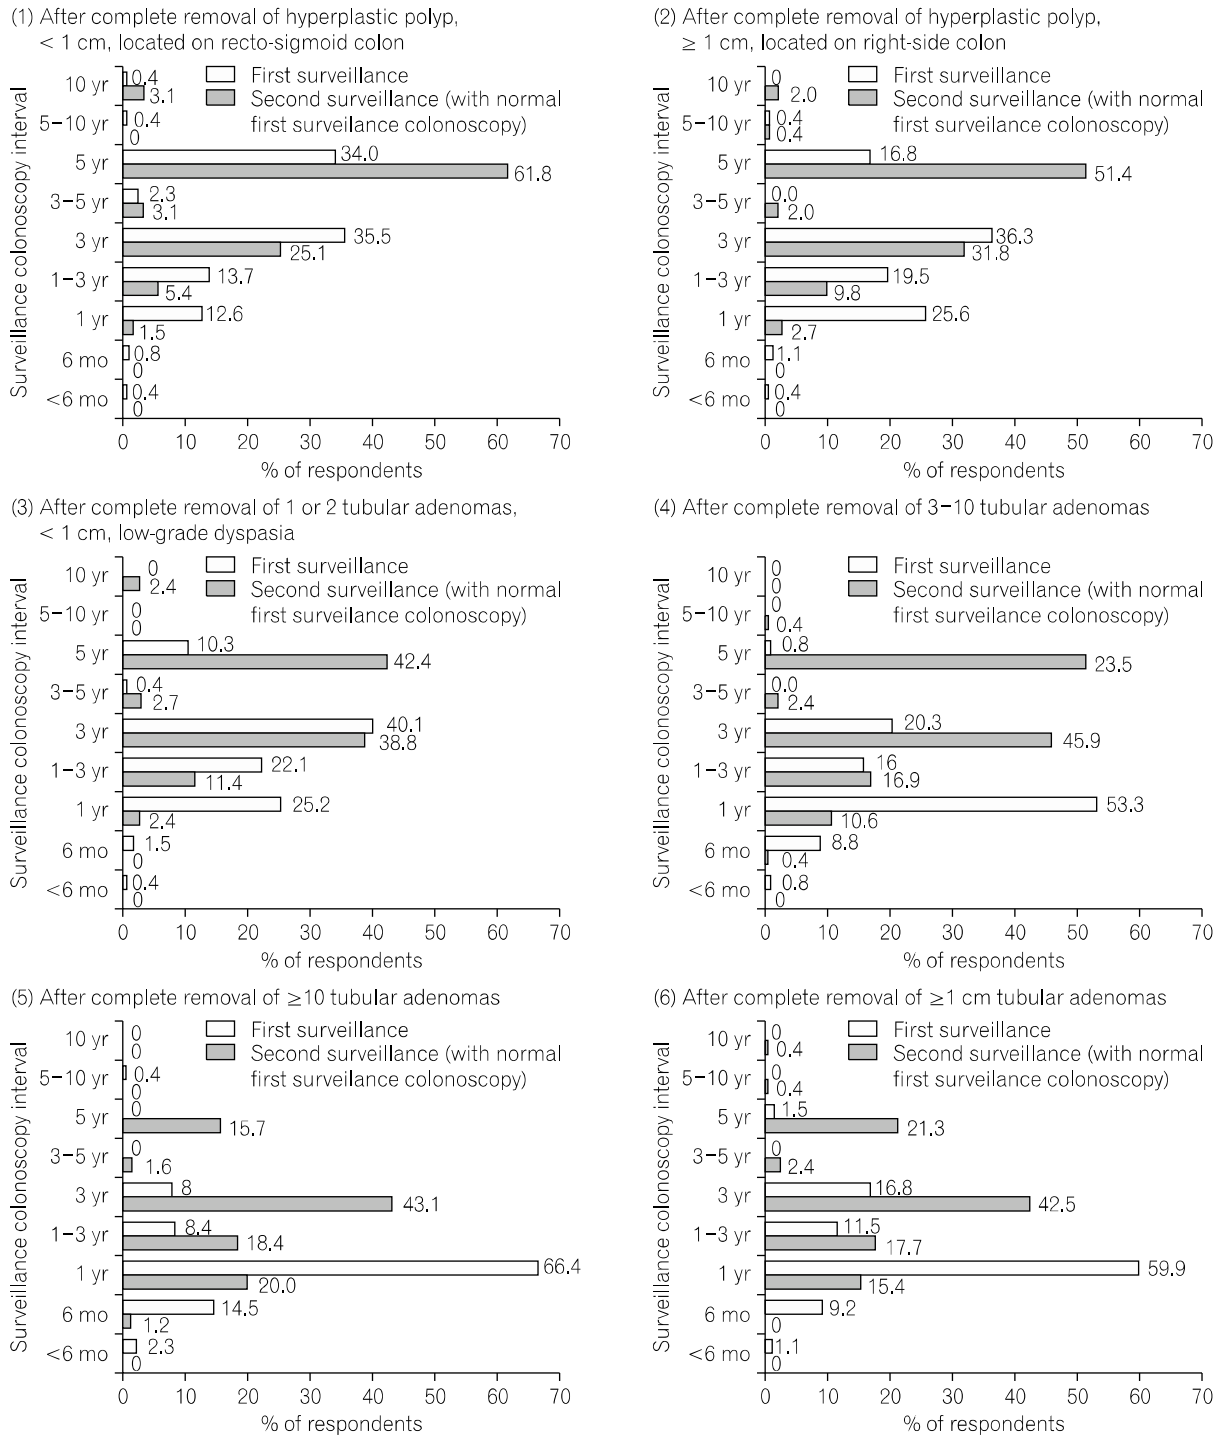 (1) After complete removal of hyperplastic polyp,
< 1 cm, located on recto-sigmoid colon
Surveillance colonoscopy interval
First surveillance
Second surveillance (with normal
first surveilance colonoscopy)
10 yr
0.4
3.1
5–10 yr
0.4
0
5 yr
34.0
61.8
3–5 yr
2.3
3.1
3 yr
35.5
25.1
1–3 yr
13.7
5.4
1 yr
12.6
1.5
6 mo
0.8
0
<6 mo
0.4
0
0 10 20 30 40 50 60 70
% of respondents
(2) After complete removal of hyperplastic polyp,
≥ 1 cm, located on right-side colon
Surveillance colonoscopy interval
First surveillance
Second surveillance (with normal
first surveilance colonoscopy)
10 yr
0
2.0
5–10 yr
0.4
0.4
5 yr
16.8
51.4
3–5 yr
0.0
2.0
3 yr
36.3
31.8
1–3 yr
19.5
9.8
1 yr
25.6
2.7
6 mo
1.1
0
<6 mo
0.4
0
0 10 20 30 40 50 60 70
% of respondents
(3) After complete removal of 1 or 2 tubular adenomas,
< 1 cm, low-grade dyspasia
Surveillance colonoscopy interval
First surveillance
Second surveillance (with normal
first surveilance colonoscopy)
10 yr
0
2.4
5–10 yr
0
0
5 yr
10.3
42.4
3–5 yr
0.4
2.7
3 yr
40.1
38.8
1–3 yr
22.1
11.4
1 yr
25.2
2.4
6 mo
1.5
0
<6 mo
0.4
0
0 10 20 30 40 50 60 70
% of respondents
(4) After complete removal of 3–10 tubular adenomas
Surveillance colonoscopy interval
First surveillance
Second surveillance (with normal
first surveilance colonoscopy)
10 yr
0
0
5–10 yr
0
0.4
5 yr
0.8
23.5
3–5 yr
0.0
2.4
3 yr
20.3
45.9
1–3 yr
16
16.9
1 yr
53.3
10.6
6 mo
8.8
0.4
<6 mo
0.8
0
0 10 20 30 40 50 60 70
% of respondents
(5) After complete removal of ≥10 tubular adenomas
Surveillance colonoscopy interval
First surveillance
Second surveillance (with normal
first surveilance colonoscopy)
10 yr
0
0
5–10 yr
0.4
0
5 yr
0
15.7
3–5 yr
0
1.6
3 yr
8
43.1
1–3 yr
8.4
18.4
1 yr
66.4
20.0
6 mo
14.5
1.2
<6 mo
2.3
0
0 10 20 30 40 50 60 70
% of respondents
(6) After complete removal of ≥1 cm tubular adenomas
Surveillance colonoscopy interval
First surveillance
Second surveillance (with normal
first surveilance colonoscopy)
10 yr
0
0.4
5–10 yr
0
0.4
5 yr
1.5
21.3
3–5 yr
0
2.4
3 yr
16.8
42.5
1–3 yr
11.5
17.7
1 yr
59.9
15.4
6 mo
9.2
0
<6 mo
1.1
0
0 10 20 30 40 50 60 70
% of respondents